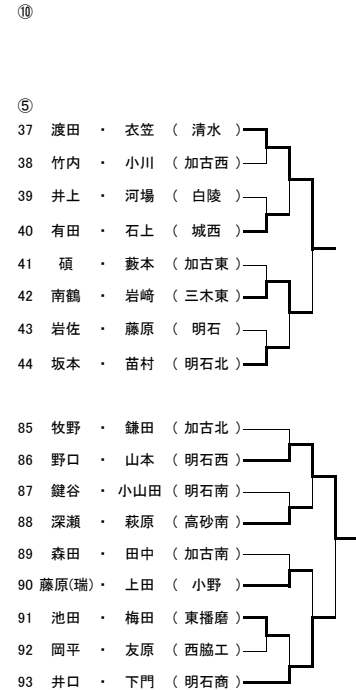 ⑩
⑤
37 渡田 ・ 衣笠 ( 清水 )
38 竹内 ・ 小川 ( 加古西 )
39 井上 ・ 河場 ( 白陵 )
40 有田 ・ 石上 ( 城西 )
41 碩 ・ 藪本 ( 加古東 )
42 南鶴 ・ 岩﨑 ( 三木東 )
43 岩佐 ・ 藤原 ( 明石 )
44 坂本 ・ 苗村 ( 明石北 )
85 牧野 ・ 鎌田 ( 加古北 )
86 野口 ・ 山本 ( 明石西 )
87 鍵谷 ・ 小山田 ( 明石南 )
88 深瀬 ・ 萩原 ( 高砂南 )
89 森田 ・ 田中 ( 加古南 )
90 藤原(瑞) ・ 上田 ( 小野 )
91 池田 ・ 梅田 ( 東播磨 )
92 岡平 ・ 友原 ( 西脇工 )
93 井口 ・ 下門 ( 明石商 )